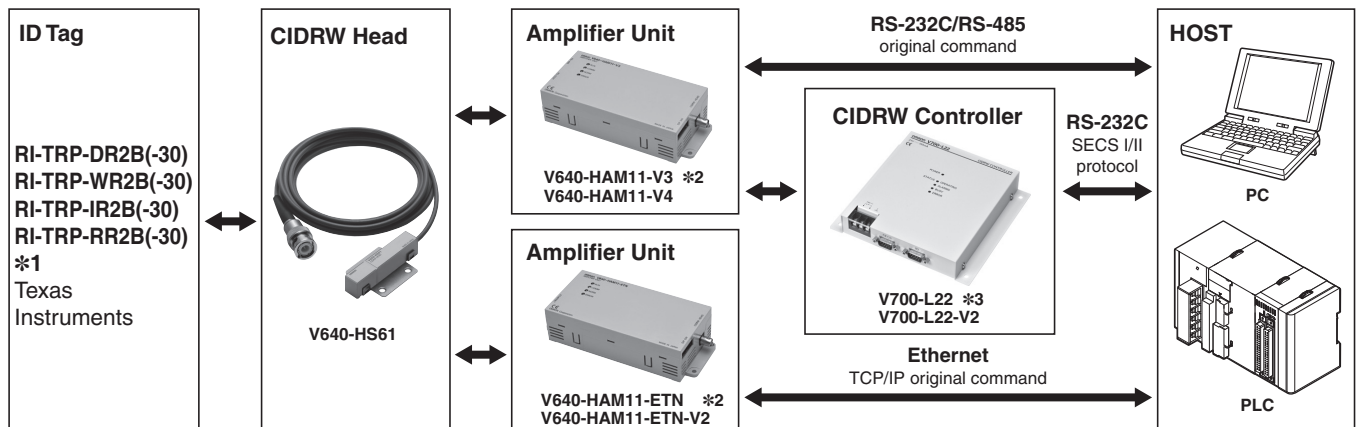 ID Tag
RI-TRP-DR2B(-30)
RI-TRP-WR2B(-30)
RI-TRP-IR2B(-30)
RI-TRP-RR2B(-30)
✻1
Texas
Instruments
CIDRW Head
V640-HS61
Amplifier Unit
V640-HAM11-V3 ✻2
V640-HAM11-V4
Amplifier Unit
V640-HAM11-ETN ✻2
V640-HAM11-ETN-V2
RS-232C/RS-485
original command
CIDRW Controller
V700-L22
POWER
V700-L22 ✻3
V700-L22-V2
RS-232C
SECS I/II
protocol
Ethernet
TCP/IP original command
HOST
PC
PLC